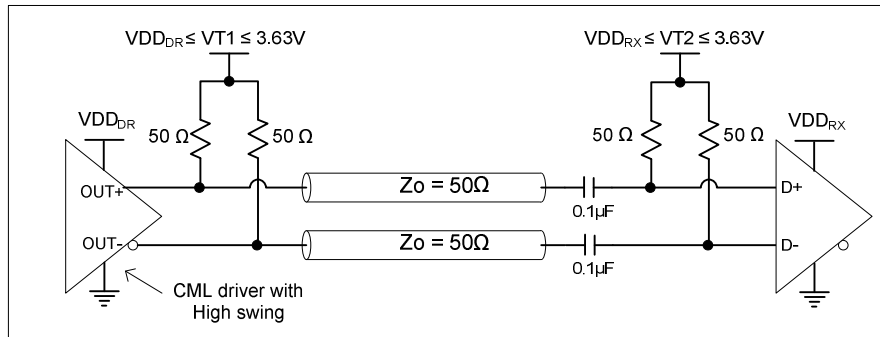 VDDDR ≤ VT1 ≤ 3.63V
VDDRX ≤ VT2 ≤ 3.63V
VDDDR
50 Ω
50 Ω
50 Ω
50 Ω
VDDRX
OUT+
Zo = 50Ω
0.1µF
D+
OUT-
Zo = 50Ω
0.1µF
D-
CML driver with
High swing